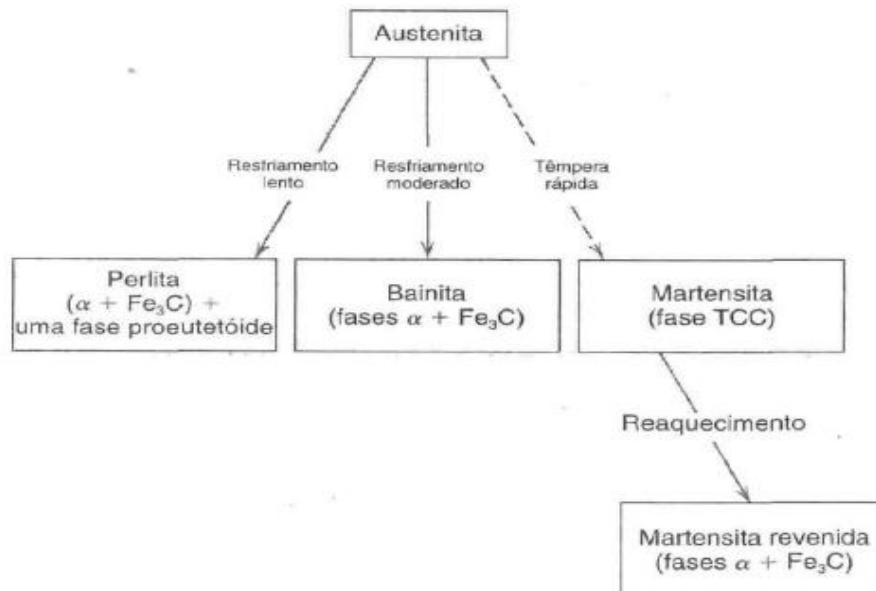 Austenita
Resfriamento
lento
Resfriamento
moderado
Têmpera
rápida
Perlita
(α + Fe₃C) +
uma fase proeutetóide
Bainita
(fases α + Fe₃C)
Martensita
(fase TCC)
Reaquecimento
Martensita revenida
(fases α + Fe₃C)